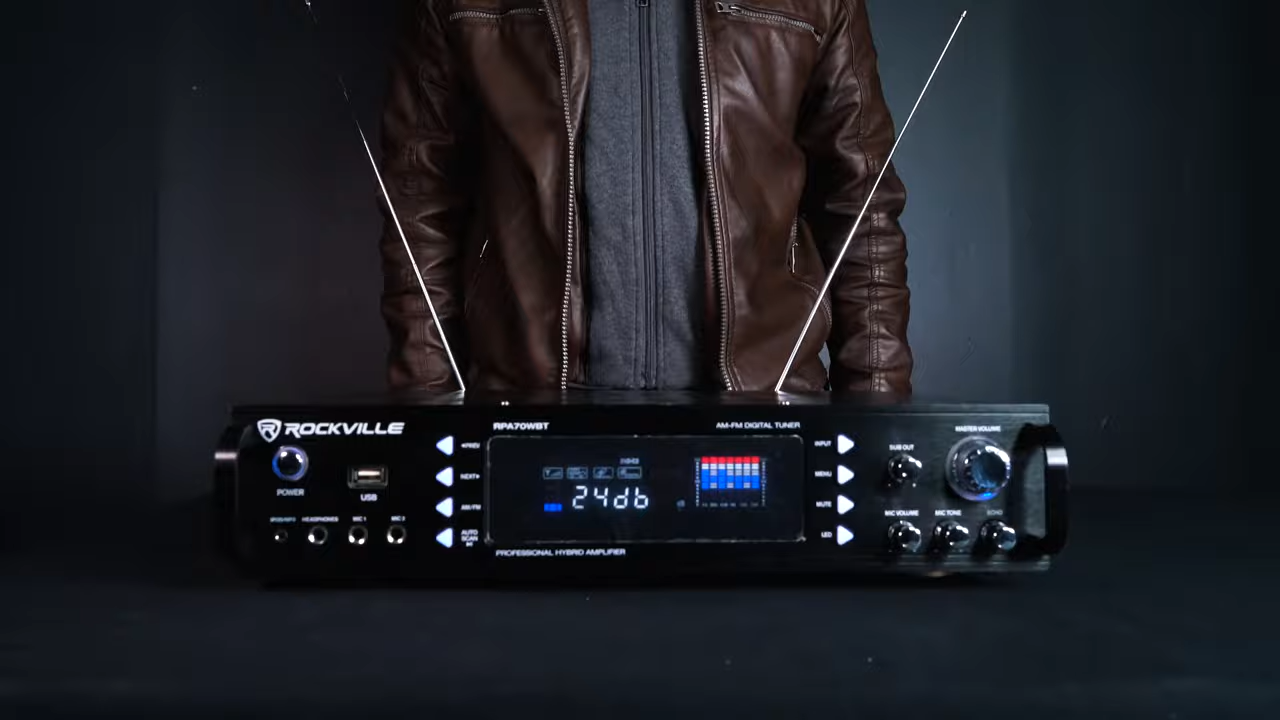 ROCKVILLE
RPA70WBT
AM-FM DIGITAL TUNER
MASTER VOLUME
POWER
USB
NEXT
AM/FM
AUTO
SCAN
24db
INPUT
MENU
MUTE
LED
SUB OUT
HEADPHONES
MIC 1
MIC 2
MIC VOLUME
MIC TONE
ECHO
PROFESSIONAL HYBRID AMPLIFIER